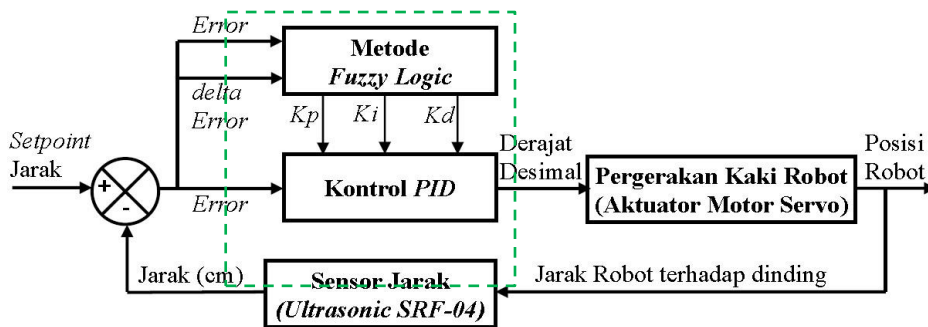 Error
Metode
Fuzzy Logic
delta
Error
Kp
Ki
Kd
Setpoint
Jarak
+
-
Error
Kontrol PID
Derajat
Desimal
Pergerakan Kaki Robot
(Aktuator Motor Servo)
Posisi
Robot
Jarak (cm)
Sensor Jarak
(Ultrasonic SRF-04)
Jarak Robot terhadap dinding